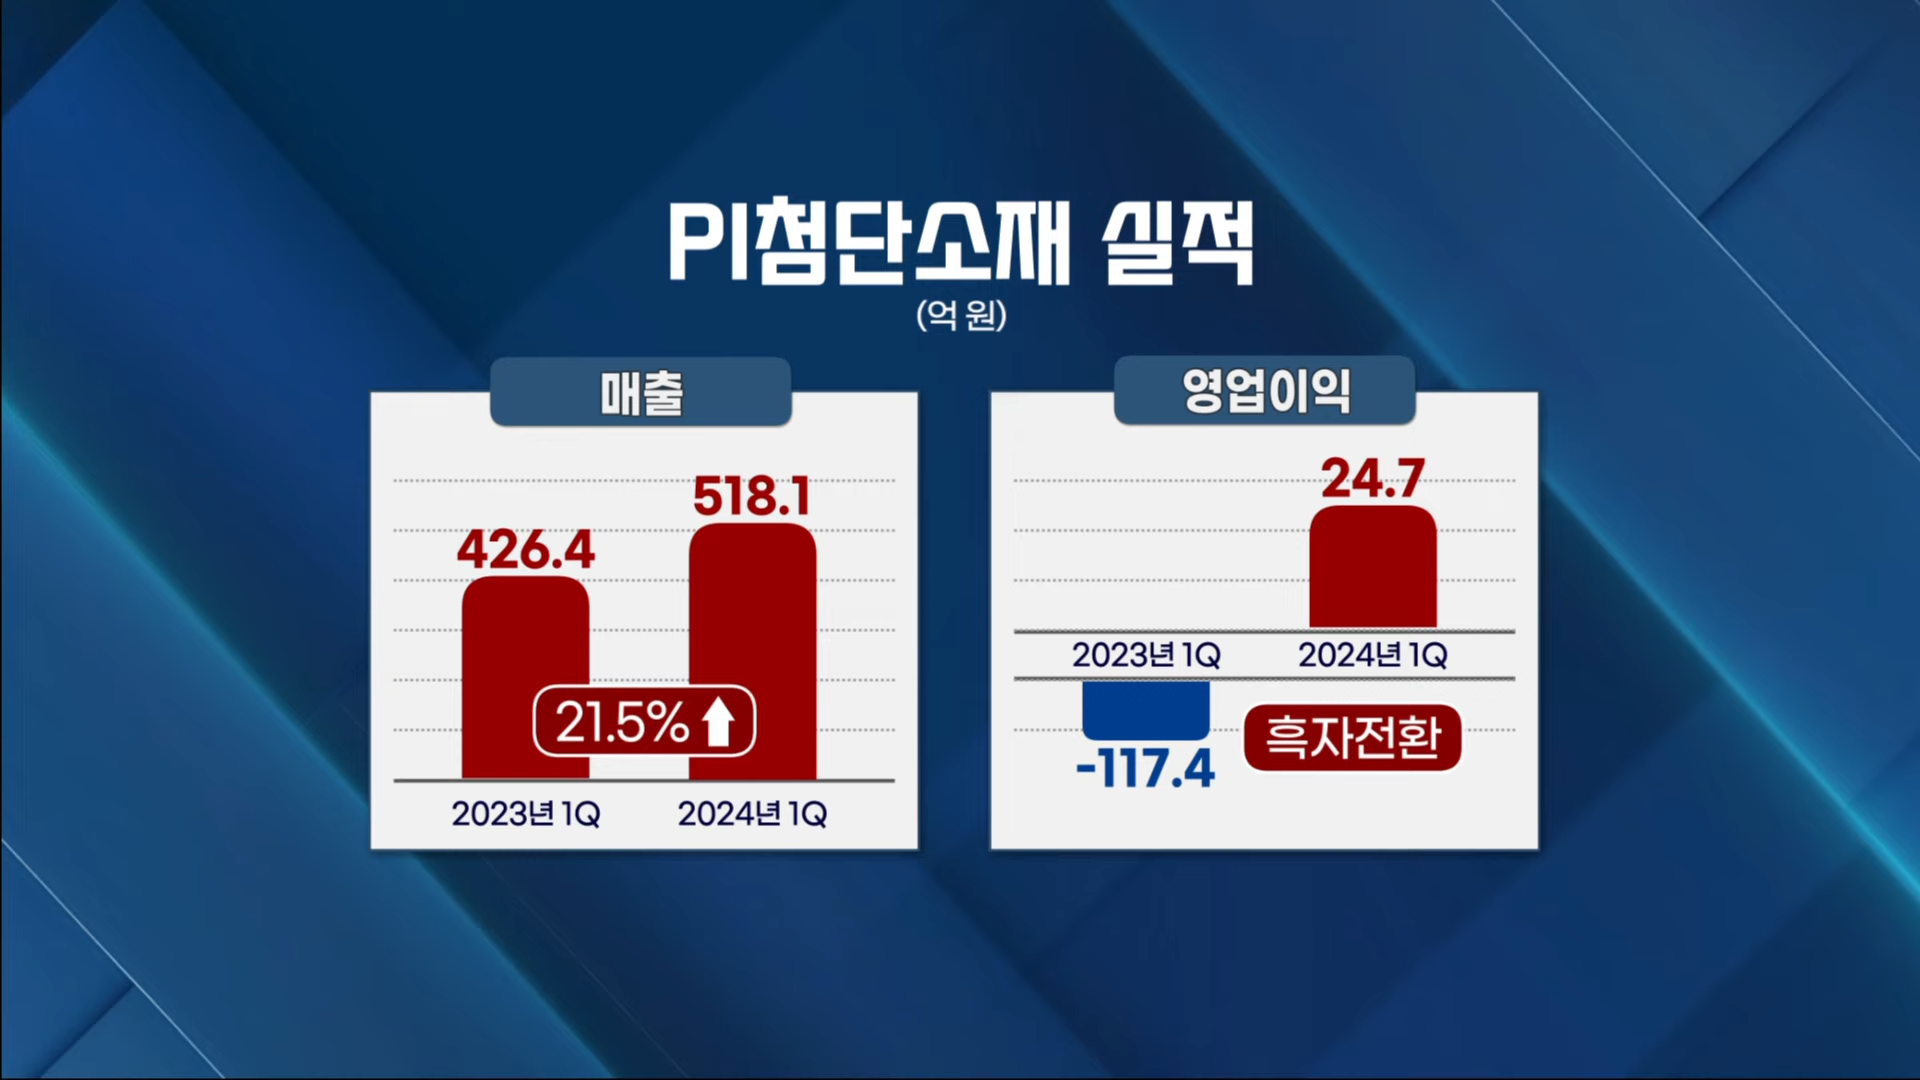 PI첨단소재 실적
(억 원)
매출
426.4
518.1
21.5%
2023년 1Q
2024년 1Q
영업이익
24.7
2023년 1Q
2024년 1Q
-117.4
흑자전환